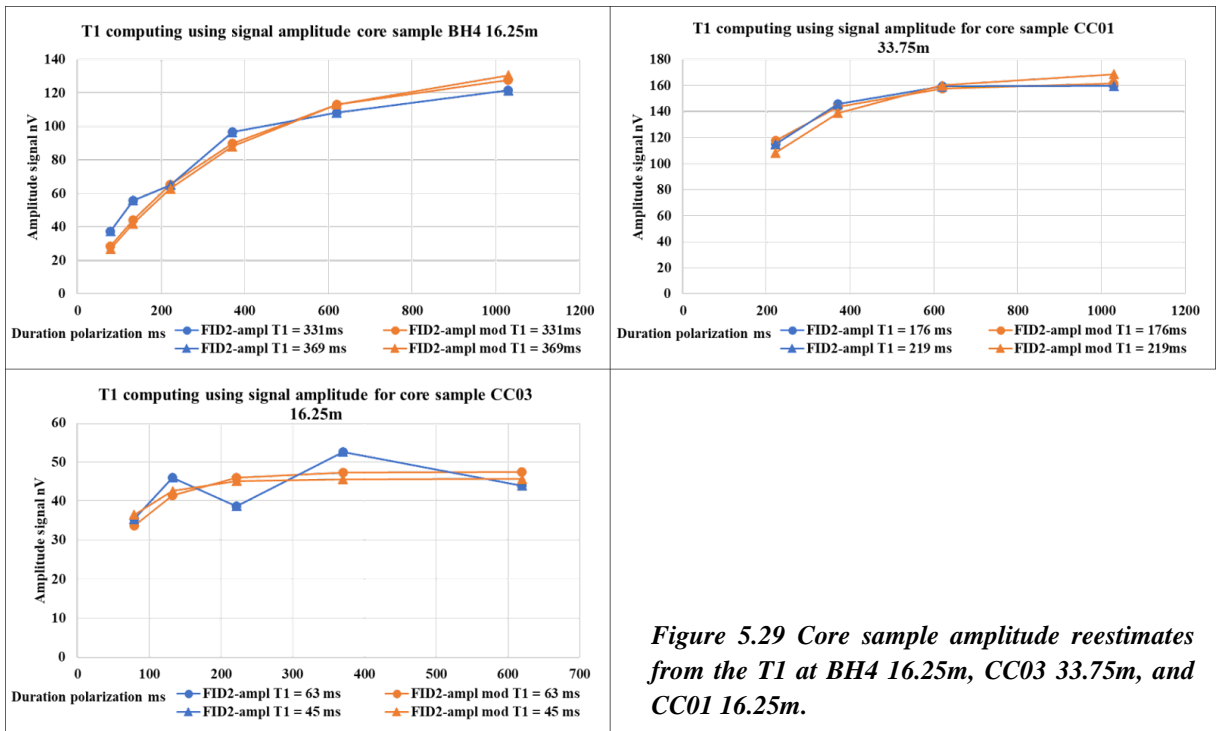 T1 computing using signal amplitude core sample BH4 16.25m
140
120
100
80
60
40
20
0
Amplitude signal nV
0 200 400 600 800 1000 1200
Duration polarization ms
FID2-ampl T1 = 331ms
FID2-ampl mod T1 = 331ms
FID2-ampl T1 = 369 ms
FID2-ampl mod T1 = 369ms
T1 computing using signal amplitude for core sample CC01
33.75m
180
160
140
120
100
80
60
40
20
0
Amplitude signal nV
0 200 400 600 800 1000 1200
Duration polarization ms
FID2-ampl T1 = 176 ms
FID2-ampl mod T1 = 176ms
FID2-ampl T1 = 219 ms
FID2-ampl mod T1 = 219ms
T1 computing using signal amplitude for core sample CC03
16.25m
60
50
40
30
20
10
0
Amplitude signal nV
0 100 200 300 400 500 600 700
Duration polarization ms
FID2-ampl T1 = 63 ms
FID2-ampl mod T1 = 63 ms
FID2-ampl T1 = 45 ms
FID2-ampl mod T1 = 45 ms
Figure 5.29 Core sample amplitude reestimates
from the T1 at BH4 16.25m, CC03 33.75m, and
CC01 16.25m.